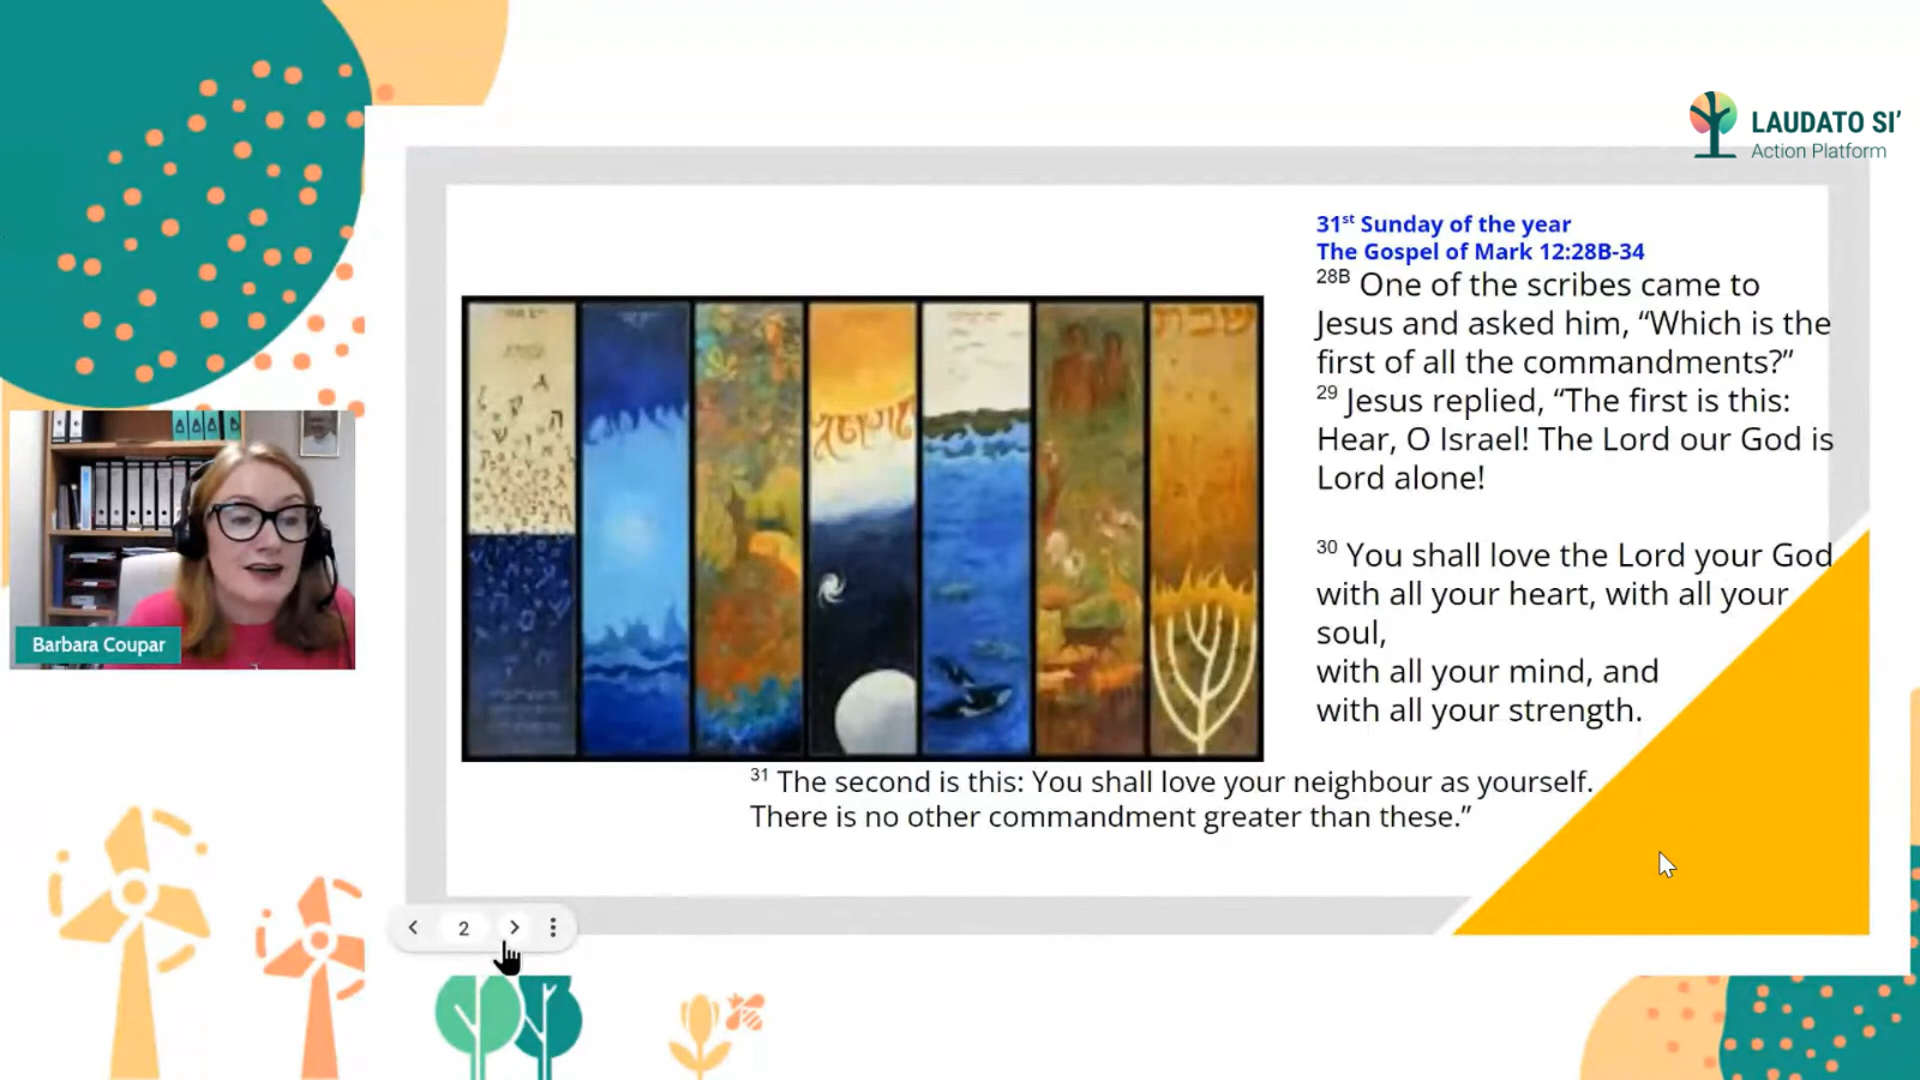 LAUDATO SI’
Action Platform
31st Sunday of the year
The Gospel of Mark 12:28B-34
28B One of the scribes came to
Jesus and asked him, “Which is the
first of all the commandments?”
29 Jesus replied, “The first is this:
Hear, O Israel! The Lord our God is
Lord alone!
30 You shall love the Lord your God
with all your heart, with all your
soul,
with all your mind, and
with all your strength.
31 The second is this: You shall love your neighbour as yourself.
There is no other commandment greater than these.”
שבת
Barbara Coupar
2